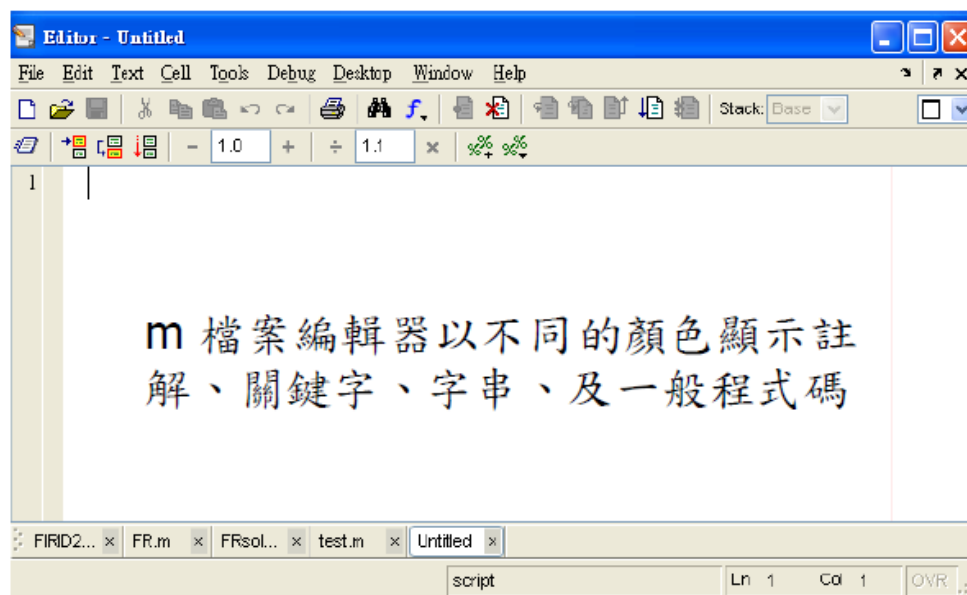 Editor - Untitled
File Edit Text Cell Tools Debug Desktop Window Help
Stack: Base
- 1.0 + ÷ 1.1 ×
1
m 檔案編輯器以不同的顏色顯示註
解、關鍵字、字串、及一般程式碼
FIRID2... × FR.m × FRsol... × test.m × Untitled ×
script Ln 1 Col 1 OVR